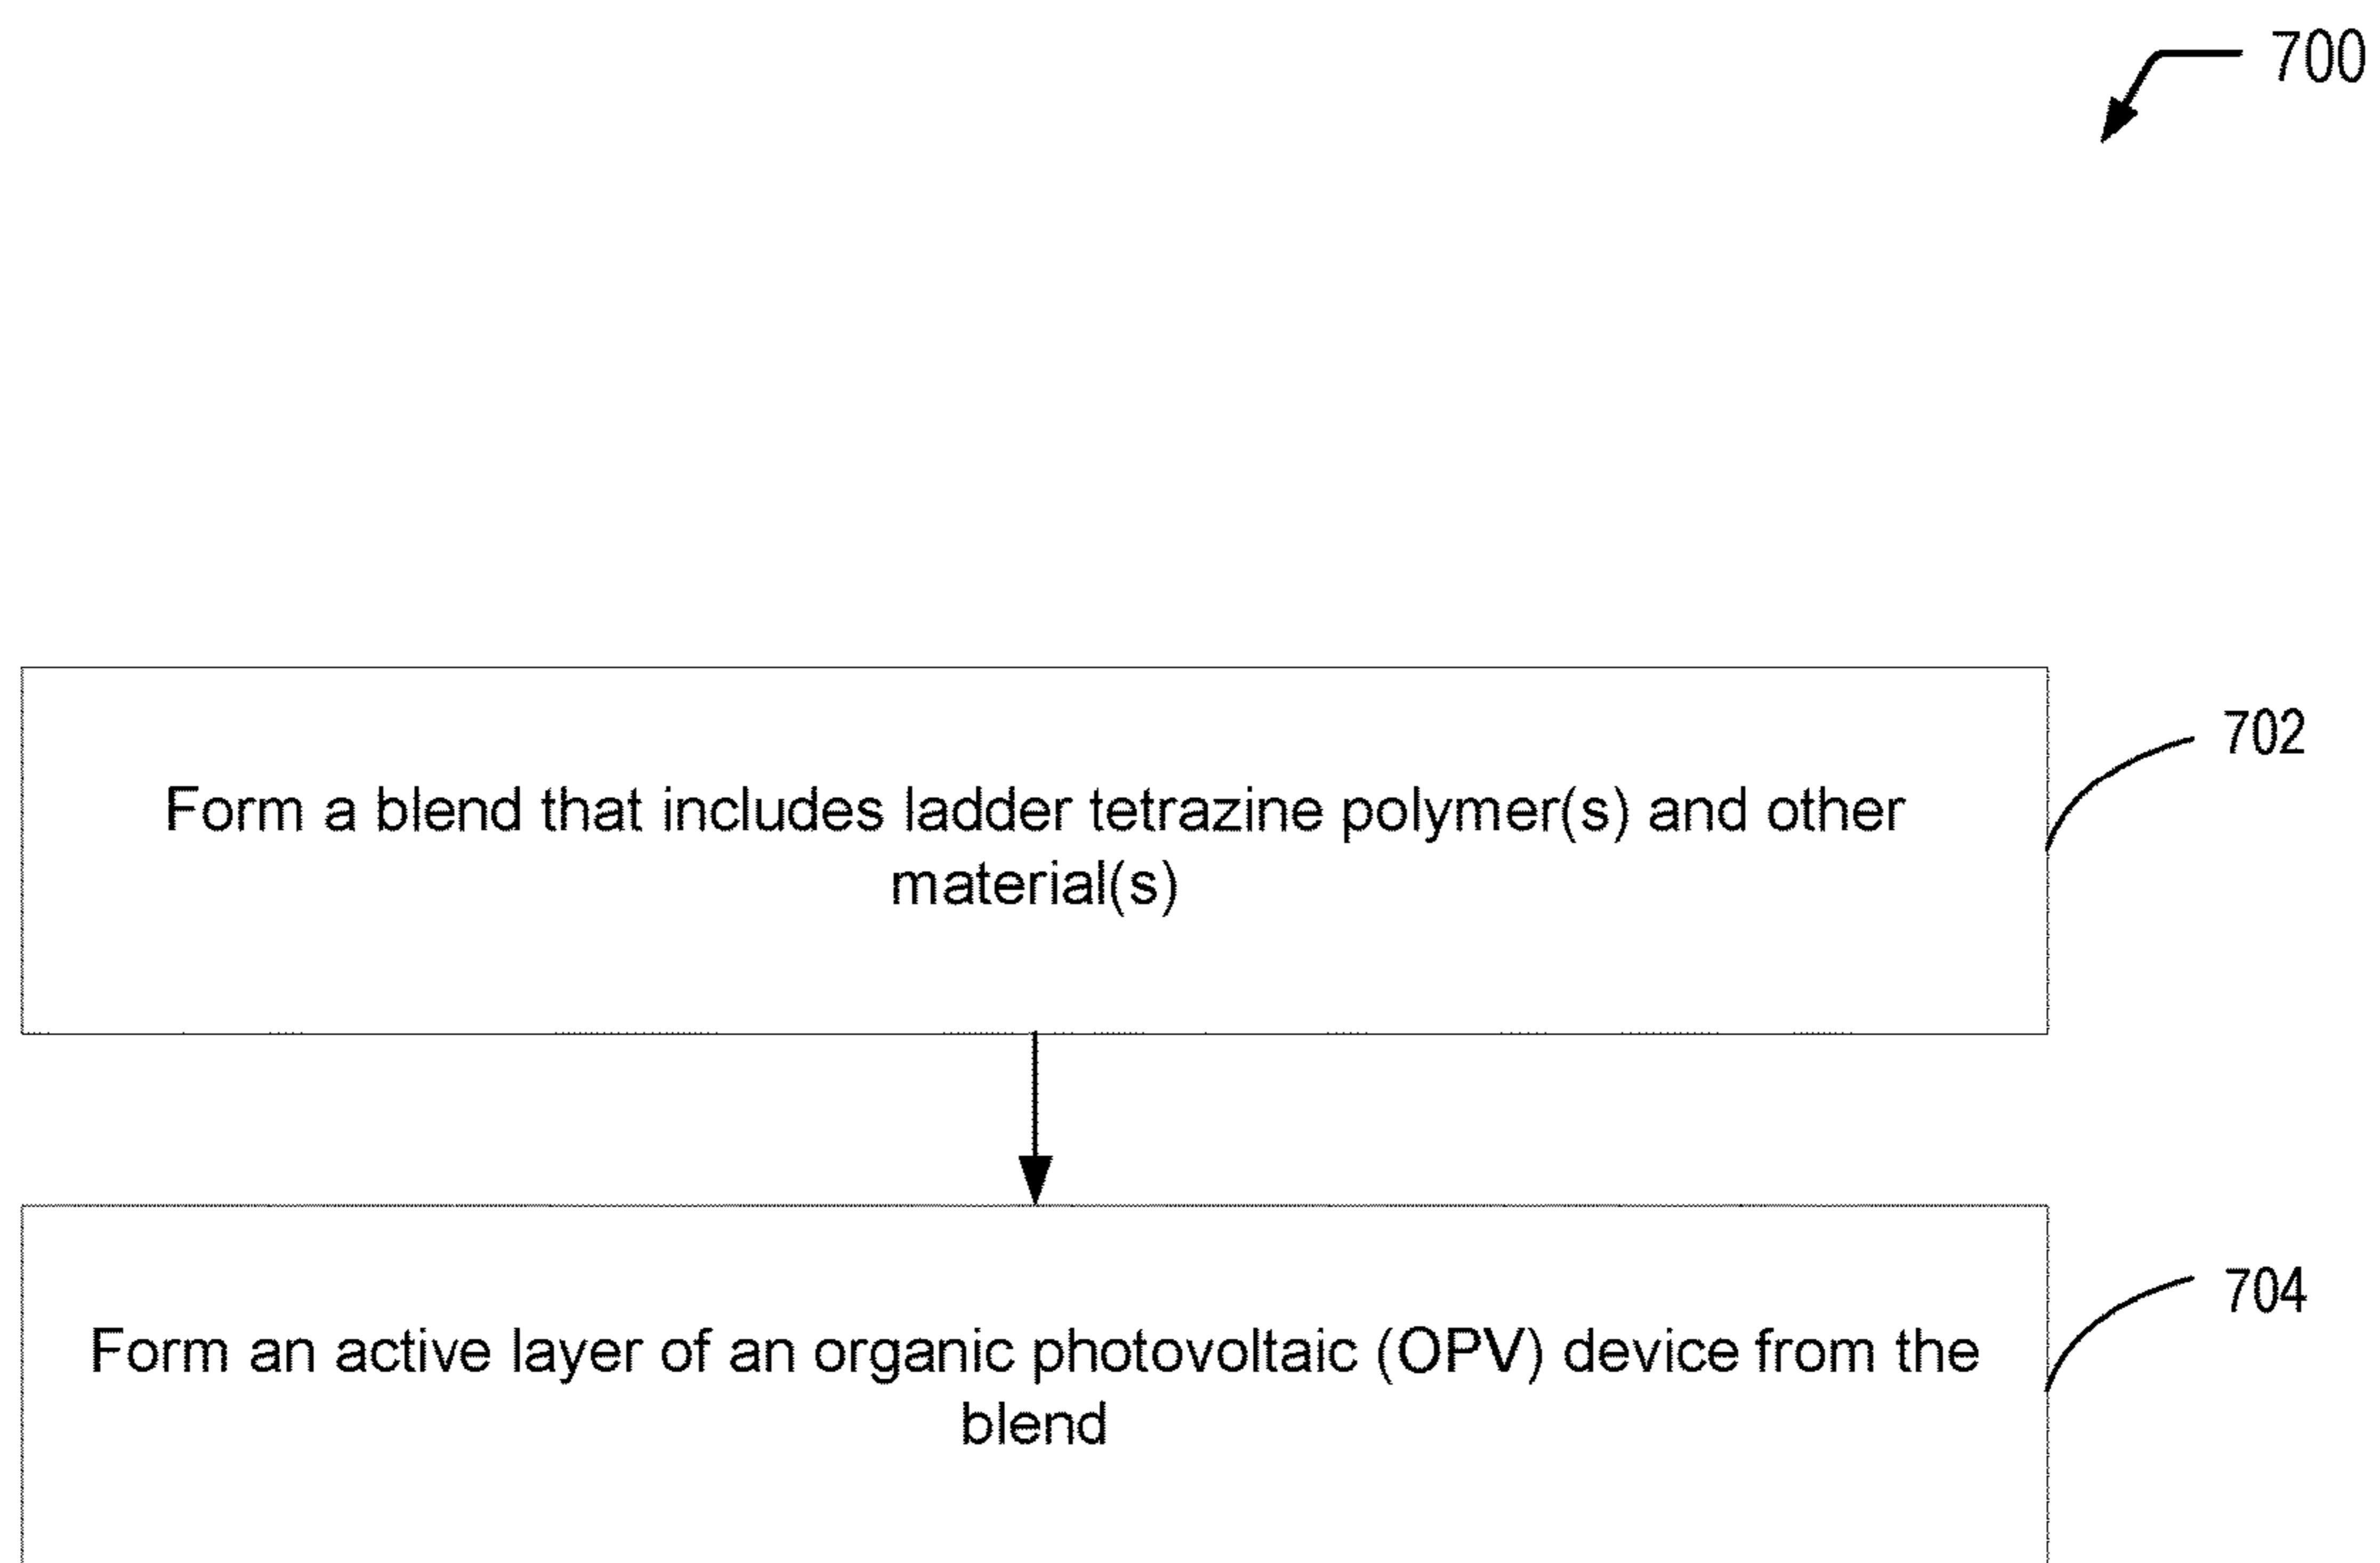 700
Form a blend that includes ladder tetrazine polymer(s) and other
material(s)
702
Form an active layer of an organic photovoltaic (OPV) device from the
blend
704